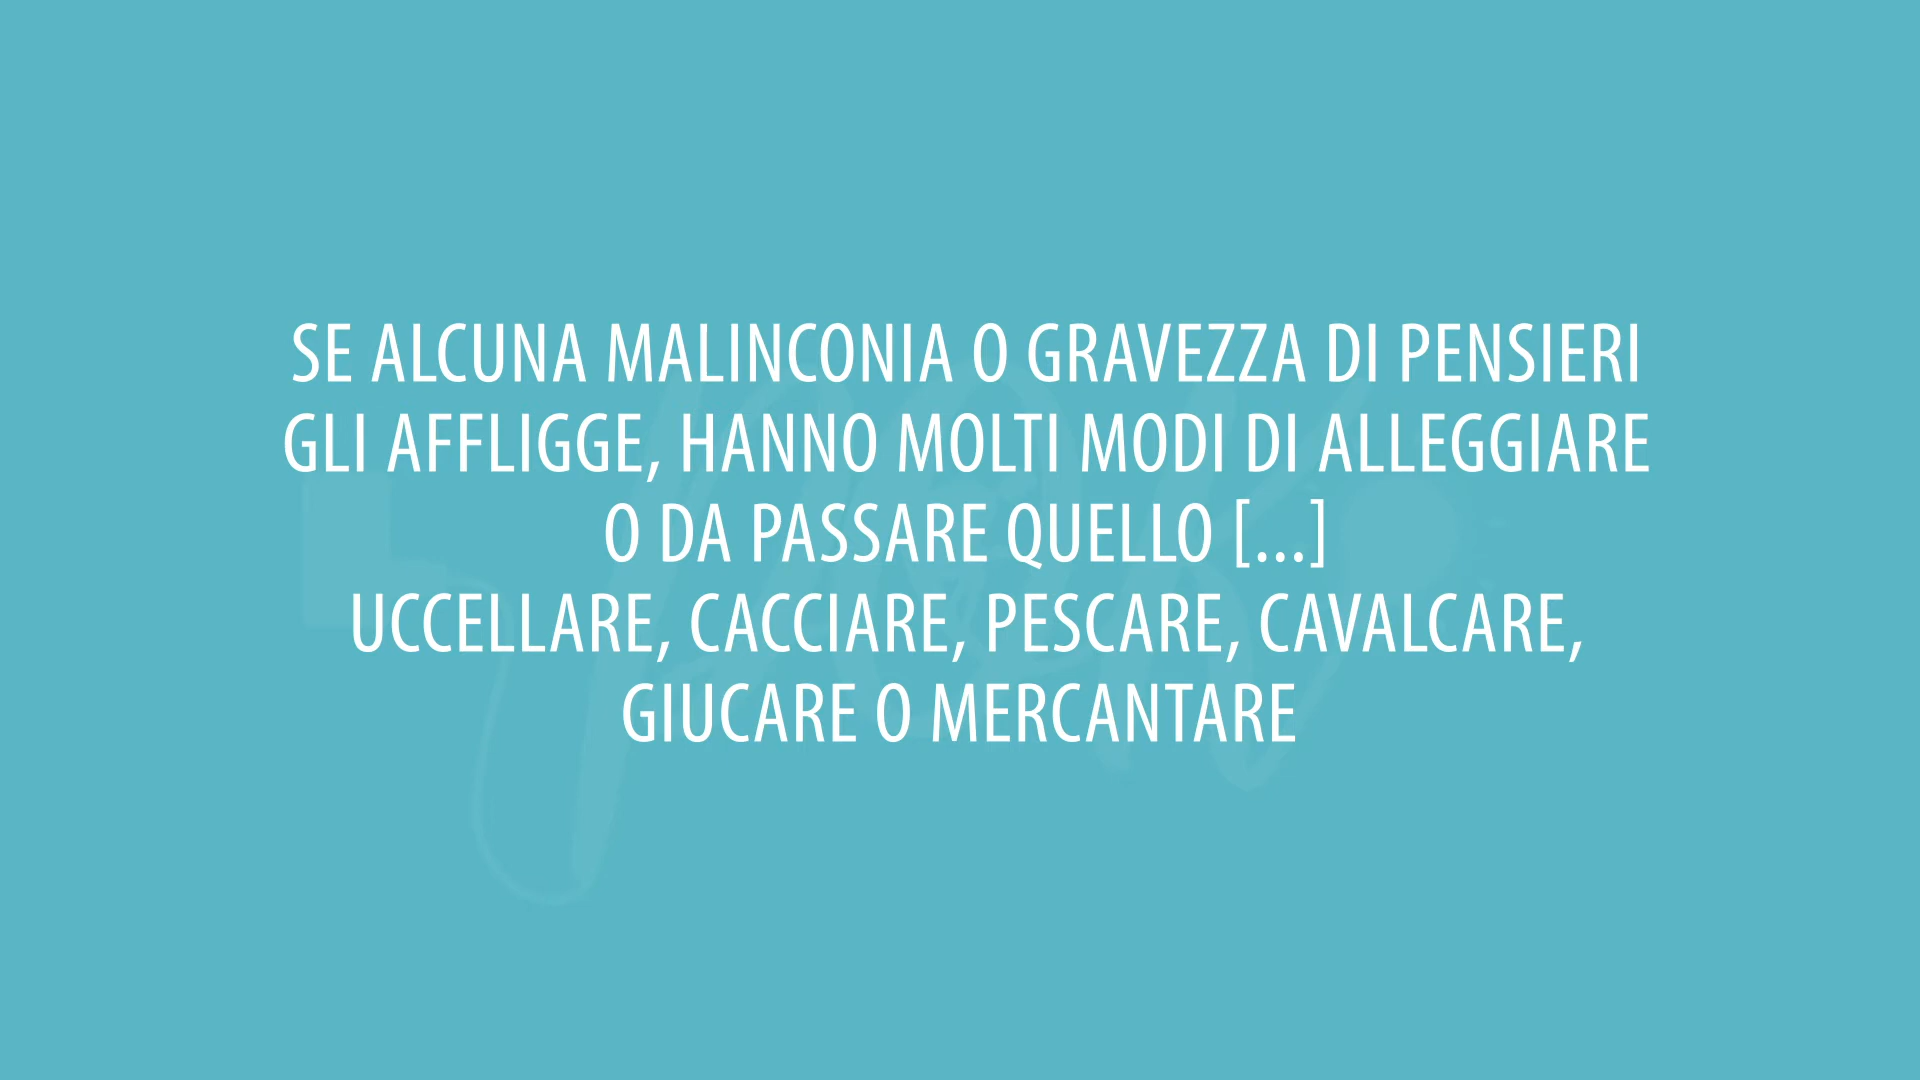 SE ALCUNA MALINCONIA O GRAVEZZA DI PENSIERI
GLI AFFLIGGE, HANNO MOLTI MODI DI ALLEGGIARE
O DA PASSARE QUELLO [...]
UCCELLARE, CACCIARE, PESCARE, CAVALCARE,
GIUCARE O MERCANTARE